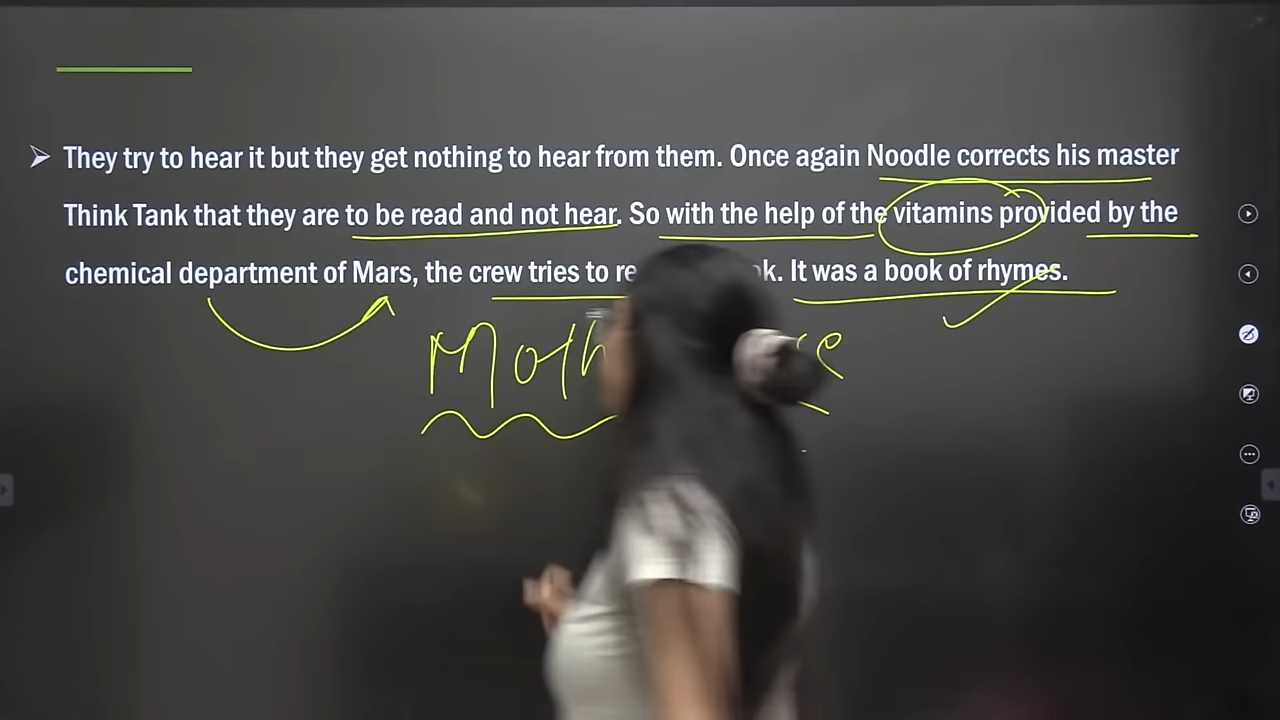 They try to hear it but they get nothing to hear from them. Once again Noodle corrects his master
Think Tank that they are to be read and not hear. So with the help of the vitamins provided by the
chemical department of Mars, the crew tries to It was a book of rhymes.